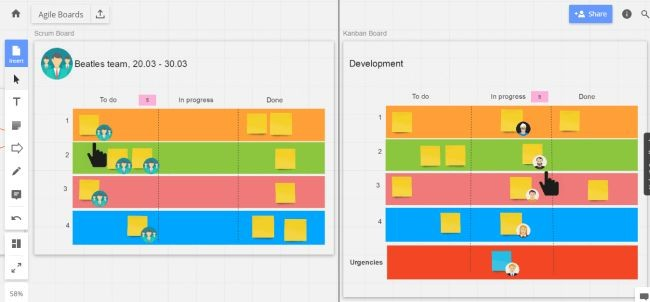 Agile Boards
Share
Scrum Board
Kanban Board
Insert
Beatles team, 20.03 - 30.03
Development
To do
5
In progress
Done
To do
In progress
5
Done
1
2
3
4
1
2
3
4
Urgencies
58%